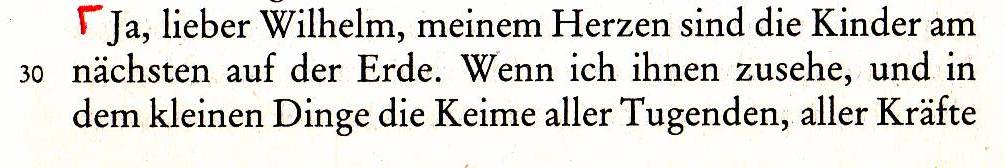 Ja, lieber Wilhelm, meinem Herzen sind die Kinder am
30 nächsten auf der Erde. Wenn ich ihnen zusehe, und in
dem kleinen Dinge die Keime aller Tugenden, aller Kräfte